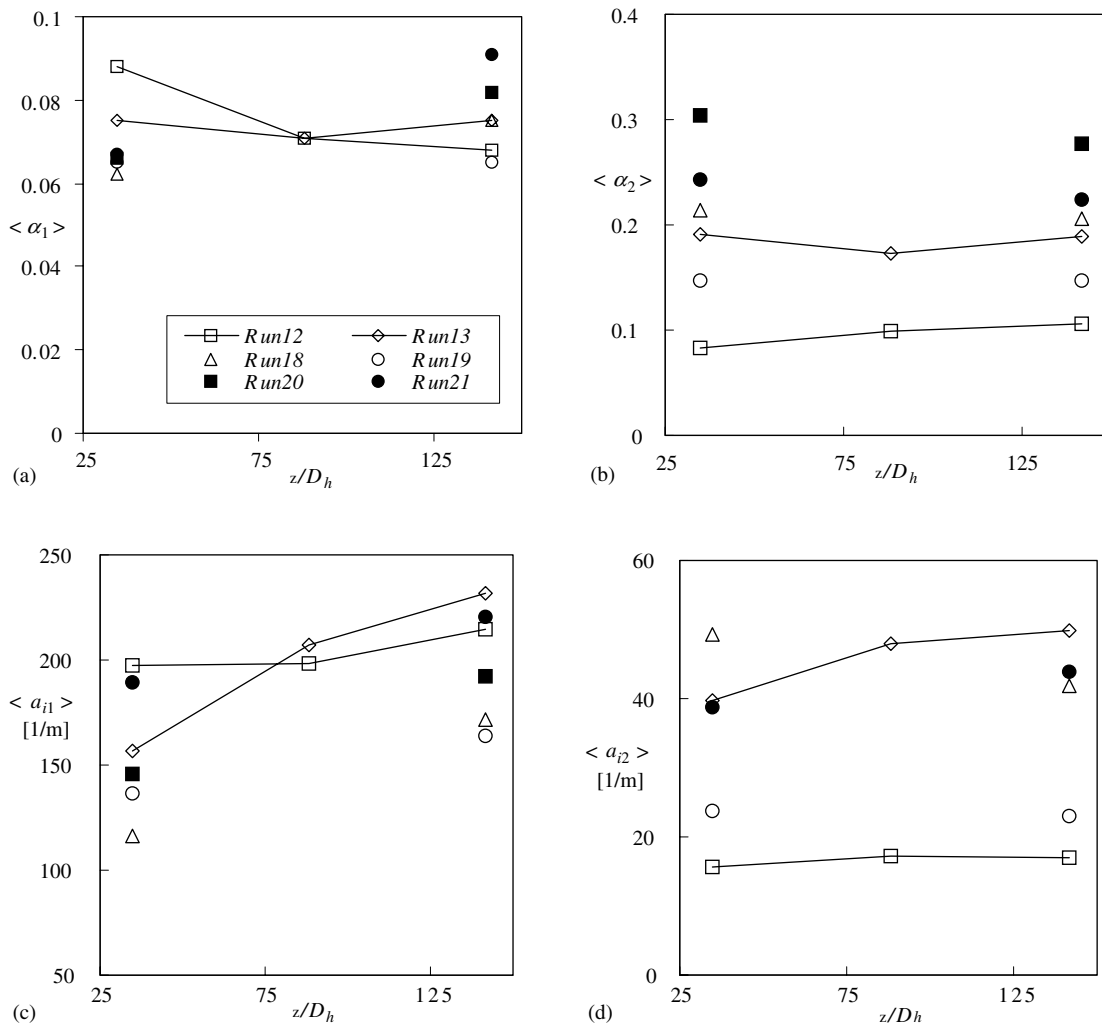 0.1
0.08
0.06
< α1 >
0.04
0.02
0
25
75
125
z/Dh
(a)
Run12
Run13
Run18
Run19
Run20
Run21
0.4
0.3
< α2 >
0.2
0.1
0
25
75
125
z/Dh
(b)
250
200
< ai1 >
[1/m]
150
100
50
25
75
125
z/Dh
(c)
60
40
< ai2 >
[1/m]
20
0
25
75
125
z/Dh
(d)